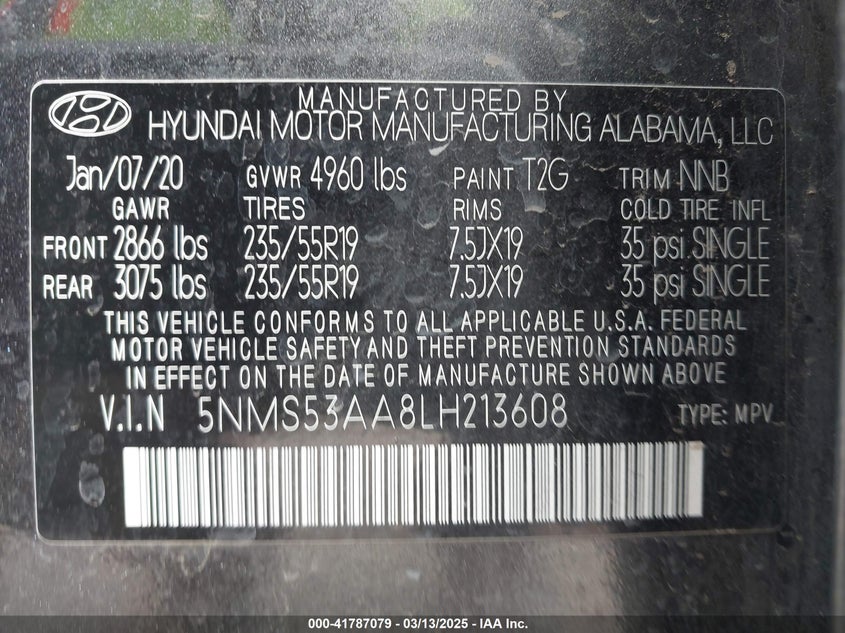 MANUFACTURED BY
HYUNDAI MOTOR MANUFACTURING ALABAMA, LLC
Jan/07/20 GVWR 4960 lbs PAINT T2G TRIM NNB
GAWR TIRES RIMS COLD TIRE INFL
FRONT 2866 lbs 235/55R19 7.5JX19 35 psi SINGLE
REAR 3075 lbs 235/55R19 7.5JX19 35 psi SINGLE
THIS VEHICLE CONFORMS TO ALL APPLICABLE U.S.A. FEDERAL
MOTOR VEHICLE SAFETY AND THEFT PREVENTION STANDARDS
IN EFFECT ON THE DATE OF MANUFACTURE SHOWN ABOVE
V.I.N 5NMS53AA8LH213608 TYPE: MPV
000-41787079 - 03/13/2025 - IAA Inc.